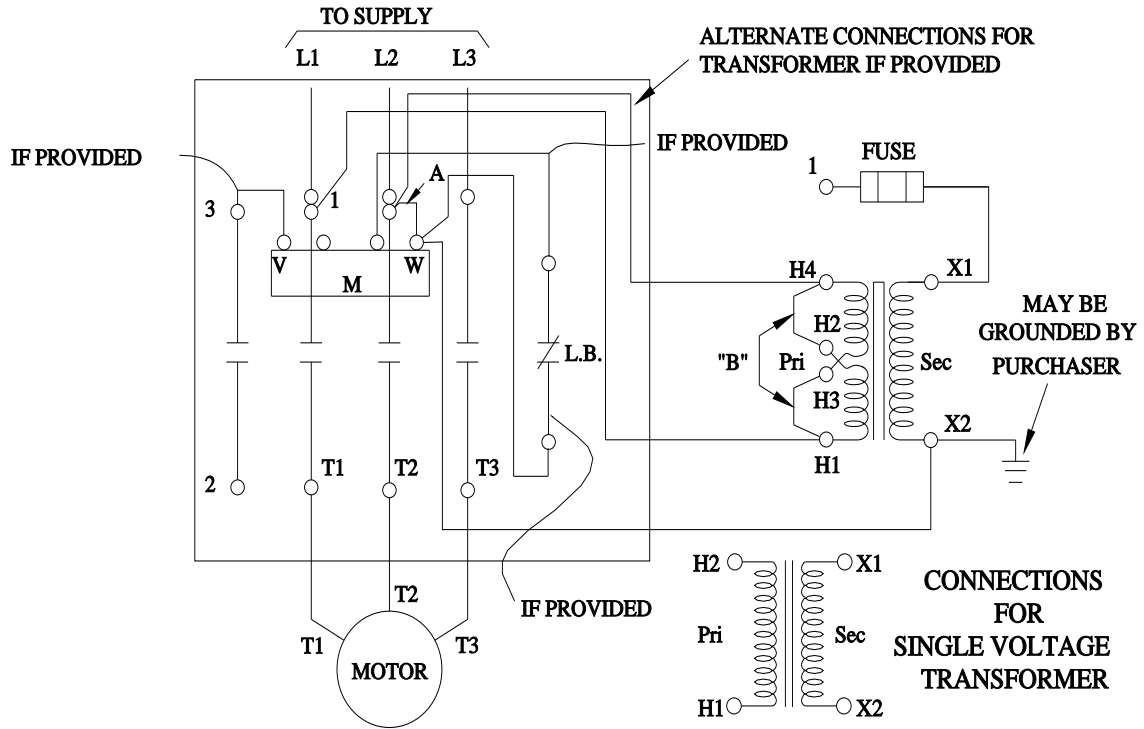 TO SUPPLY
L1 L2 L3
ALTERNATE CONNECTIONS FOR
TRANSFORMER IF PROVIDED
IF PROVIDED
IF PROVIDED
A
1
3
V
W
M
1
FUSE
H4
X1
H2
"B"
Pri
Sec
H3
H1
X2
MAY BE
GROUNDED BY
PURCHASER
L.B.
2
T1
T2
T3
IF PROVIDED
T2
T1
T3
MOTOR
H2
X1
Pri
Sec
H1
X2
CONNECTIONS
FOR
SINGLE VOLTAGE
TRANSFORMER